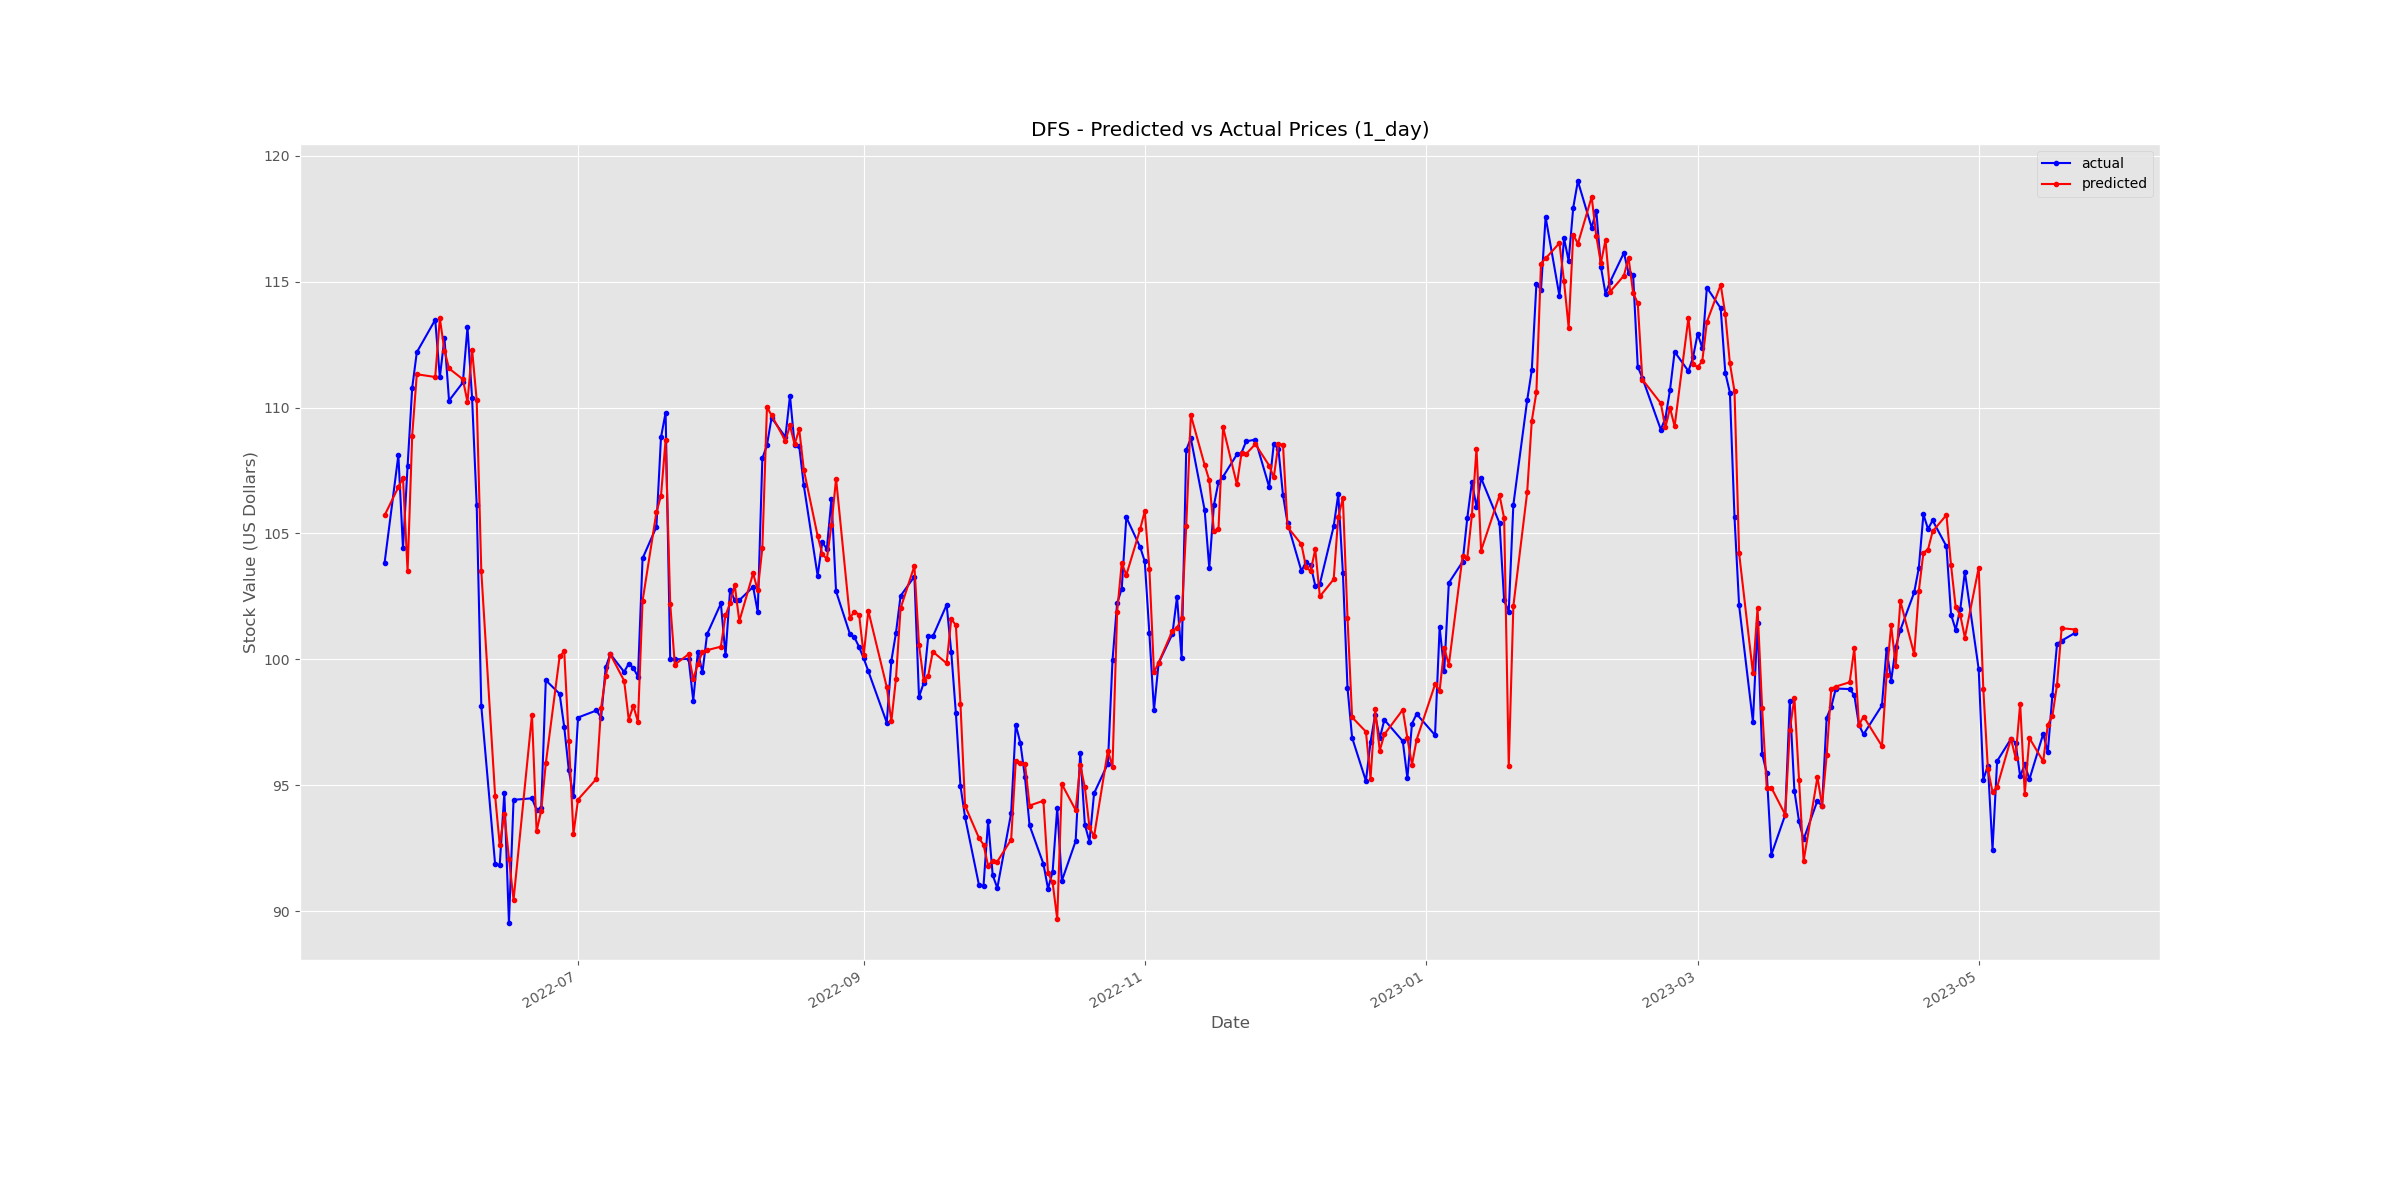 DFS - Predicted vs Actual Prices (1_day)
actual
predicted
120
115
110
105
100
95
90
Stock Value (US Dollars)
2022-07
2022-09
2022-11
2023-01
2023-03
2023-05
Date